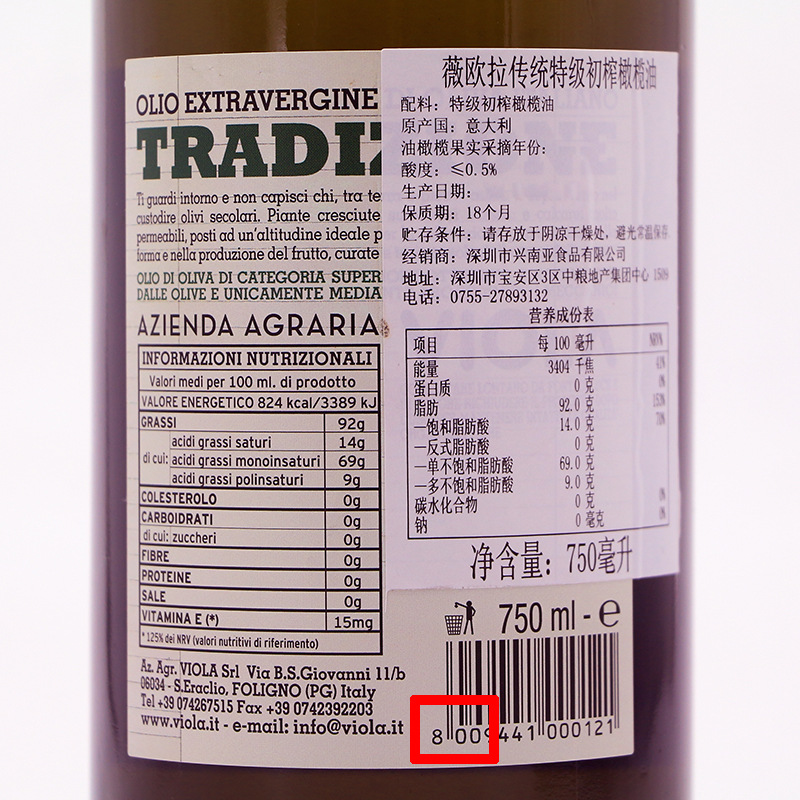 OLIO EXTRAVERGINE
TRADIZ
Ti guardi intorno e non capisci chi, tra te
custodire olivi secolari. Piante cresciute
permeabili, posti ad un'altitudine ideale p
forma e nella produzione del frutto, curate
OLIO DI OLIVA DI CATEGORIA SUPER
DALLE OLIVE E UNICAMENTE MEDIA
AZIENDA AGRARIA
INFORMAZIONI NUTRIZIONALI
Valori medi per 100 ml. di prodotto
VALORE ENERGETICO 824 kcal/3389 kJ
GRASSI 92g
di cui: acidi grassi saturi 14g
acidi grassi monoinsaturi 69g
acidi grassi polinsaturi 9g
COLESTEROLO 0g
CARBOIDRATI 0g
di cui: zuccheri 0g
FIBRE 0g
PROTEINE 0g
SALE 0g
VITAMINA E (*) 15mg
* 125% dei NRV (valori nutritivi di riferimento)
Az. Agr. VIOLA Srl Via B.S.Giovanni 11/b
06034 - S.Eraclio, FOLIGNO (PG) Italy
Tel +39 074267515 Fax +39 0742392203
www.viola.it - e-mail: info@viola.it
薇欧拉传统特级初榨橄榄油
配料：特级初榨橄榄油
原产国：意大利
油橄榄果实采摘年份：
酸度：≤0.5%
生产日期：
保质期：18个月
贮存条件：请存放于阴凉干燥处，避光常温保存
经销商：深圳市兴南亚食品有限公司
地址：深圳市宝安区3区中粮地产集团中心 1509
电话：0755-27893132
营养成份表
项目 每 100 毫升 NRV%
能量 3404 千焦 41%
蛋白质 0 克 0%
脂肪 92.0 克 153%
—饱和脂肪酸 14.0 克 70%
—反式脂肪酸 0 克
—单不饱和脂肪酸 69.0 克
—多不饱和脂肪酸 9.0 克
碳水化合物 0 克 0%
钠 0 毫克 0%
净含量：750毫升
750 ml - e
8 009441 000121